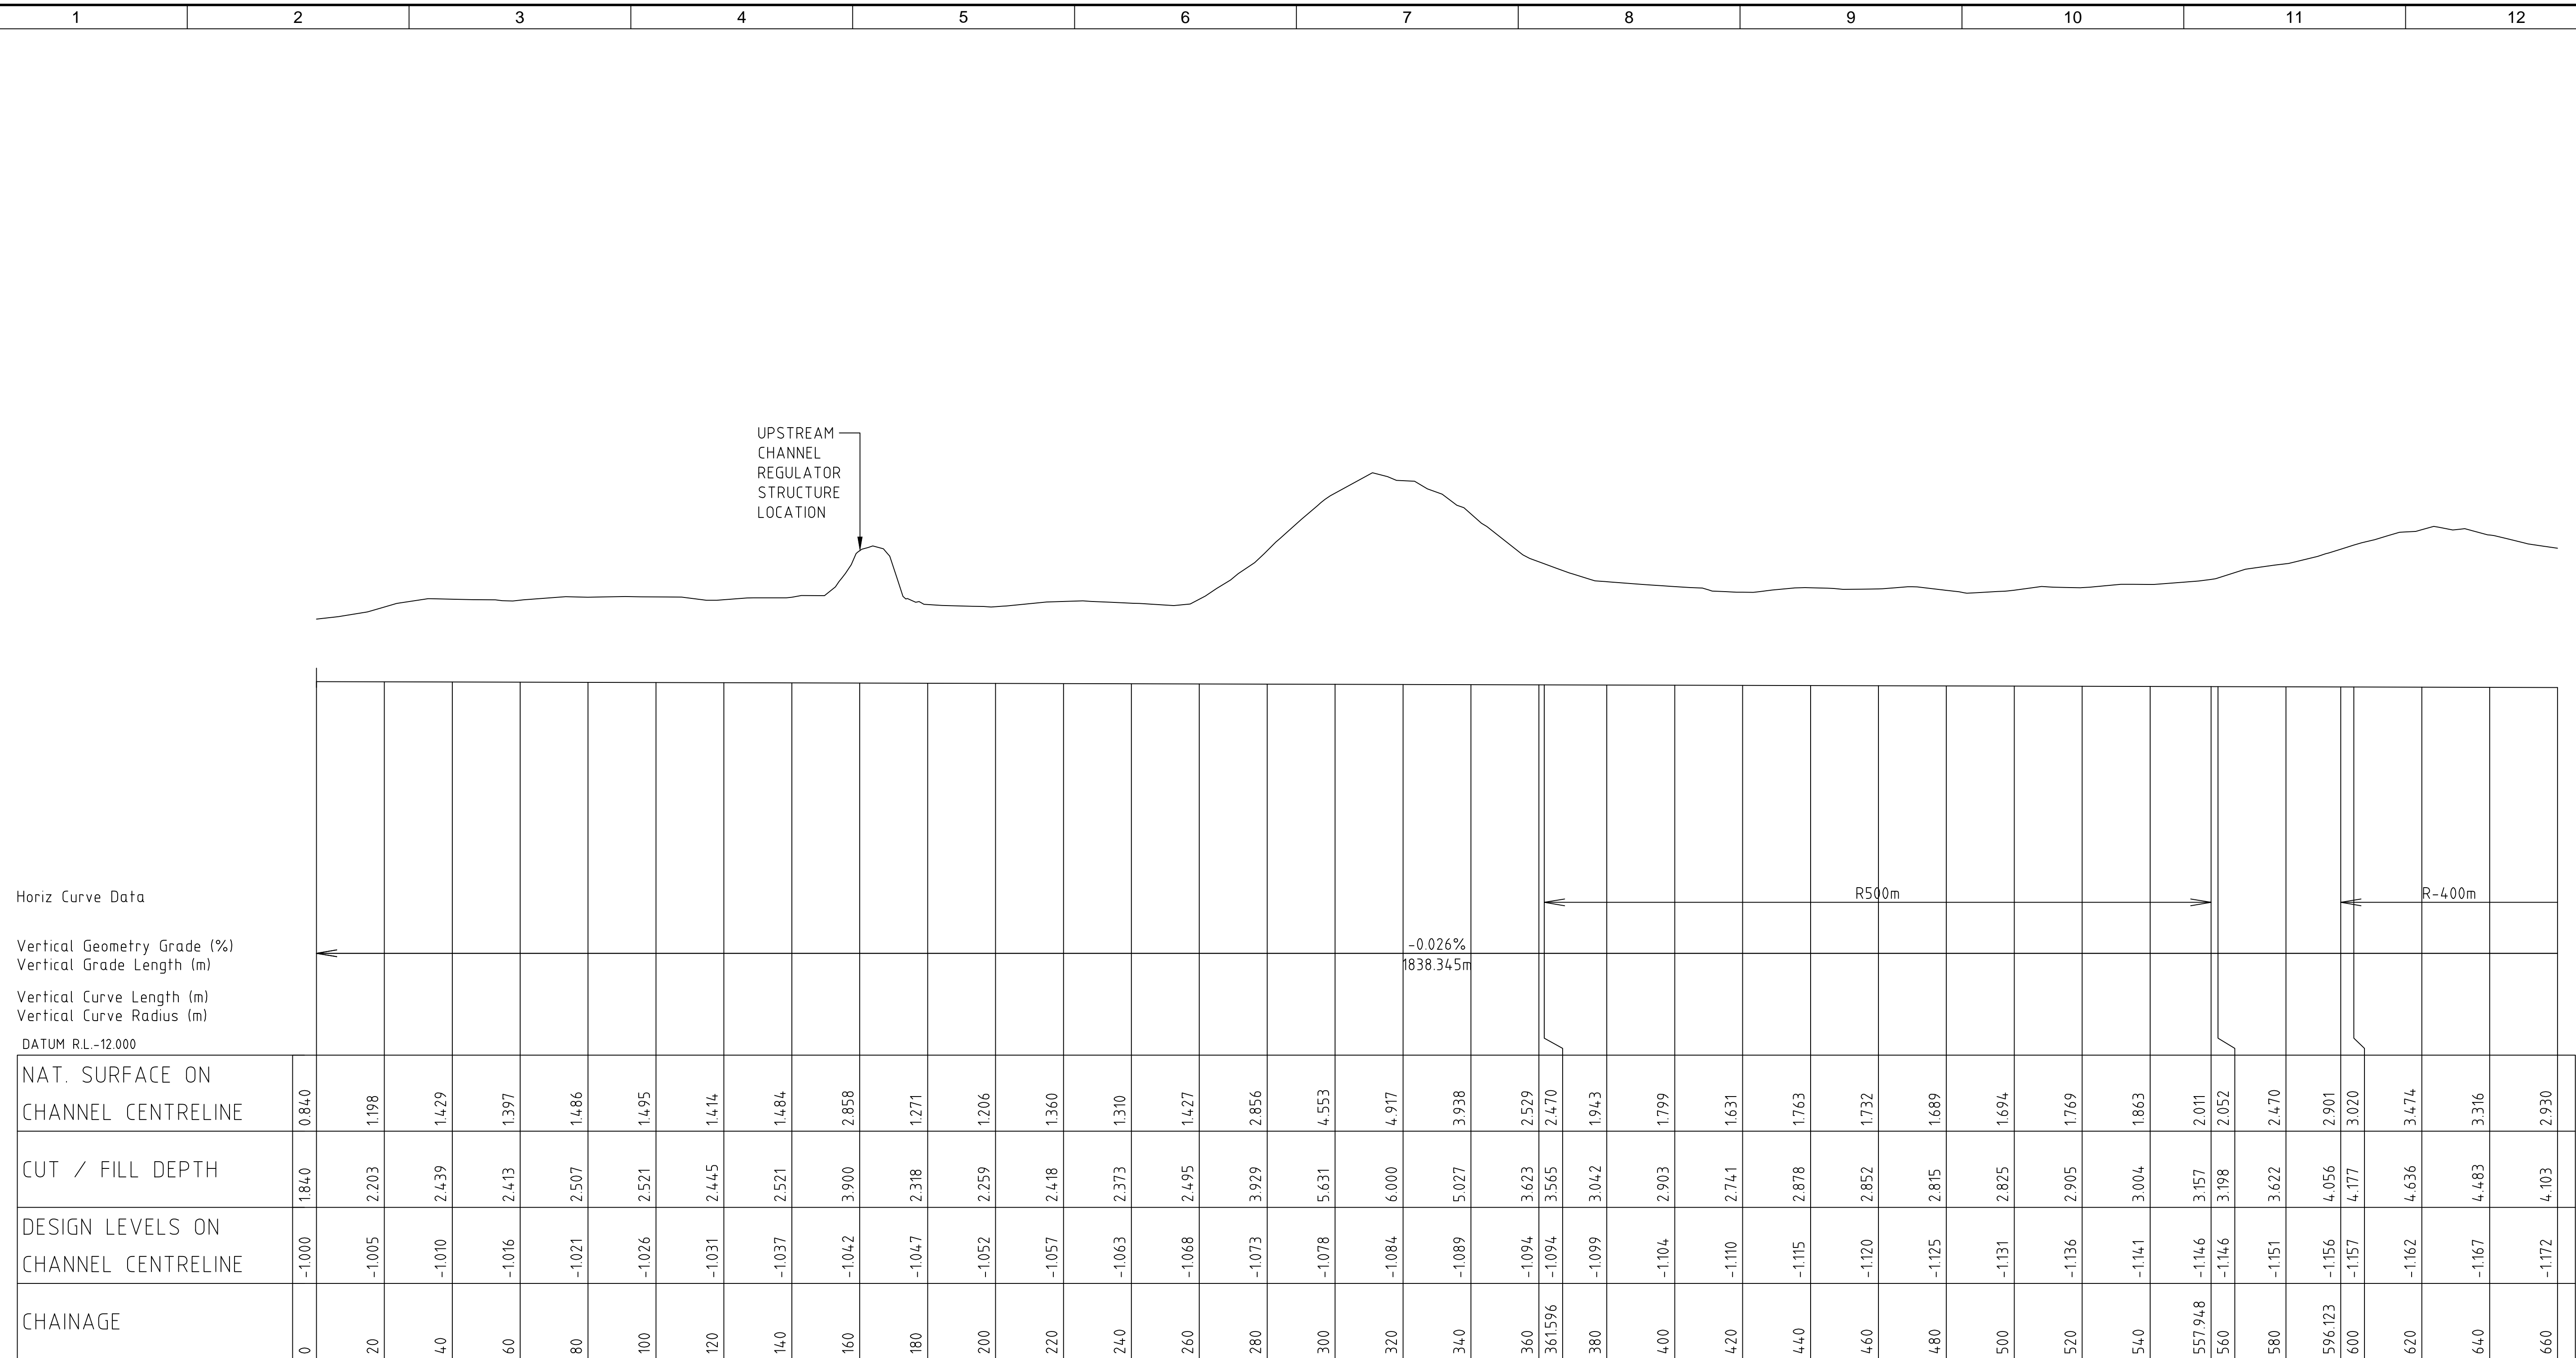 1 2 3 4 5 6 7 8 9 10 11 12
UPSTREAM
CHANNEL
REGULATOR
STRUCTURE
LOCATION
Horiz Curve Data R500m R-400m
Vertical Geometry Grade (%) -0.026%
Vertical Grade Length (m) 1838.345m
Vertical Curve Length (m)
Vertical Curve Radius (m)
DATUM R.L.-12.000
NAT. SURFACE ON
CHANNEL CENTRELINE 0.840 1.198 1.429 1.397 1.486 1.495 1.414 1.484 2.858 1.271 1.206 1.360 1.310 1.427 2.856 4.553 4.917 3.938 2.529 2.470 1.943 1.799 1.631 1.763 1.732 1.689 1.694 1.769 1.863 2.011 2.052 2.470 2.901 3.020 3.474 3.316 2.930
CUT / FILL DEPTH 1.840 2.203 2.439 2.413 2.507 2.521 2.445 2.521 3.900 2.318 2.259 2.418 2.373 2.495 3.929 5.631 6.000 5.027 3.623 3.565 3.042 2.903 2.741 2.878 2.852 2.815 2.825 2.905 3.004 3.157 3.198 3.622 4.056 4.177 4.636 4.483 4.103
DESIGN LEVELS ON
CHANNEL CENTRELINE -1.000 -1.005 -1.010 -1.016 -1.021 -1.026 -1.031 -1.037 -1.042 -1.047 -1.052 -1.057 -1.063 -1.068 -1.073 -1.078 -1.084 -1.089 -1.094 -1.094 -1.099 -1.104 -1.110 -1.115 -1.120 -1.125 -1.131 -1.136 -1.141 -1.146 -1.146 -1.151 -1.156 -1.157 -1.162 -1.167 -1.172
CHAINAGE 0 20 40 60 80 100 120 140 160 180 200 220 240 260 280 300 320 340 360 361.596 380 400 420 440 460 480 500 520 540 557.948 560 580 596.123 600 620 640 660